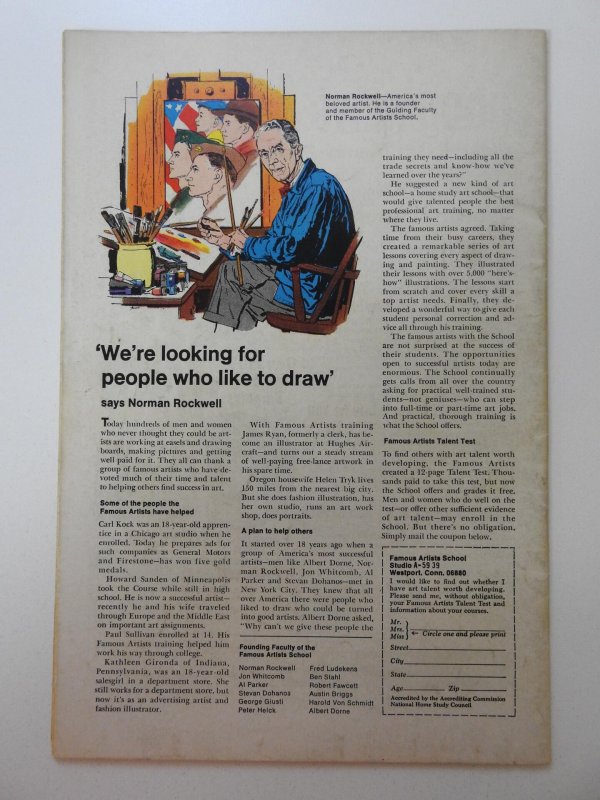 Norman Rockwell—America's most
beloved artist. He is a founder
and member of the Guiding Faculty
of the Famous Artists School.
'We're looking for
people who like to draw'
says Norman Rockwell
Today hundreds of men and women
who never thought they could be art-
ists are working at easels and drawing
boards, making pictures and getting
well paid for it. They all can thank a
group of famous artists who have de-
voted much of their time and talent
to helping others find success in art.
Some of the people the
Famous Artists have helped
Carl Kock was an 18-year-old appren-
tice in a Chicago art studio when he
enrolled. Today he prepares ads for
such companies as General Motors
and Firestone—has won five gold
medals.
Howard Sanden of Minneapolis
took the Course while still in high
school. He is now a successful artist—
recently he and his wife traveled
through Europe and the Middle East
on important art assignments.
Paul Sullivan enrolled at 14. His
Famous Artists training helped him
work his way through college.
Kathleen Gironda of Indiana,
Pennsylvania, was an 18-year-old
salesgirl in a department store. She
still works for a department store, but
now it's as an advertising artist and
fashion illustrator.
With Famous Artists training
James Ryan, formerly a clerk, has be-
come an illustrator at Hughes Air-
craft—and turns out a steady stream
of well-paying free-lance artwork in
his spare time.
Oregon housewife Helen Tryk lives
150 miles from the nearest big city.
But she does fashion illustration, has
her own studio, runs an art work
shop, does portraits.
A plan to help others
It started over 18 years ago when a
group of America's most successful
artists—men like Albert Dorne, Nor-
man Rockwell, Jon Whitcomb, Al
Parker and Stevan Dohanos—met in
New York City. They knew that all
over America there were people who
liked to draw who could be turned
into good artists. Albert Dorne asked,
"Why can't we give these people the
Founding Faculty of the
Famous Artists School
Norman Rockwell
Jon Whitcomb
Al Parker
Stevan Dohanos
George Giusti
Peter Helck
Fred Ludekens
Ben Stahl
Robert Fawcett
Austin Briggs
Harold Von Schmidt
Albert Dorne
training they need—including all the
trade secrets and know-how we've
learned over the years?"
He suggested a new kind of art
school—a home study art school—that
would give talented people the best
professional art training, no matter
where they live.
The famous artists agreed. Taking
time from their busy careers, they
created a remarkable series of art
lessons covering every aspect of draw-
ing and painting. They illustrated
their lessons with over 5,000 "here's-
how" illustrations. The lessons start
from scratch and cover every skill a
top artist needs. Finally, they de-
veloped a wonderful way to give each
student personal correction and ad-
vice all through his training.
The famous artists with the School
are not surprised at the success of
their students. The opportunities
open to successful artists today are
enormous. The School continually
gets calls from all over the country
asking for practical well-trained stu-
dents—not geniuses—who can step
into full-time or part-time art jobs.
And practical, thorough training is
what the School offers.
Famous Artists Talent Test
To find others with art talent worth
developing, the Famous Artists
created a 12-page Talent Test. Thou-
sands paid to take this test, but now
the School offers and grades it free.
Men and women who do well on the
test—or offer other sufficient evidence
of art talent—may enroll in the
School. But there's no obligation.
Simply mail the coupon below.
Famous Artists School
Studio A-5939
Westport, Conn. 06880
I would like to find out whether I
have art talent worth developing.
Please send me, without obligation,
your Famous Artists Talent Test and
information about your courses.
Mr.
Mrs. ← Circle one and please print
Miss
Street
City
State
Age Zip
Accredited by the Accrediting Commission
National Home Study Council